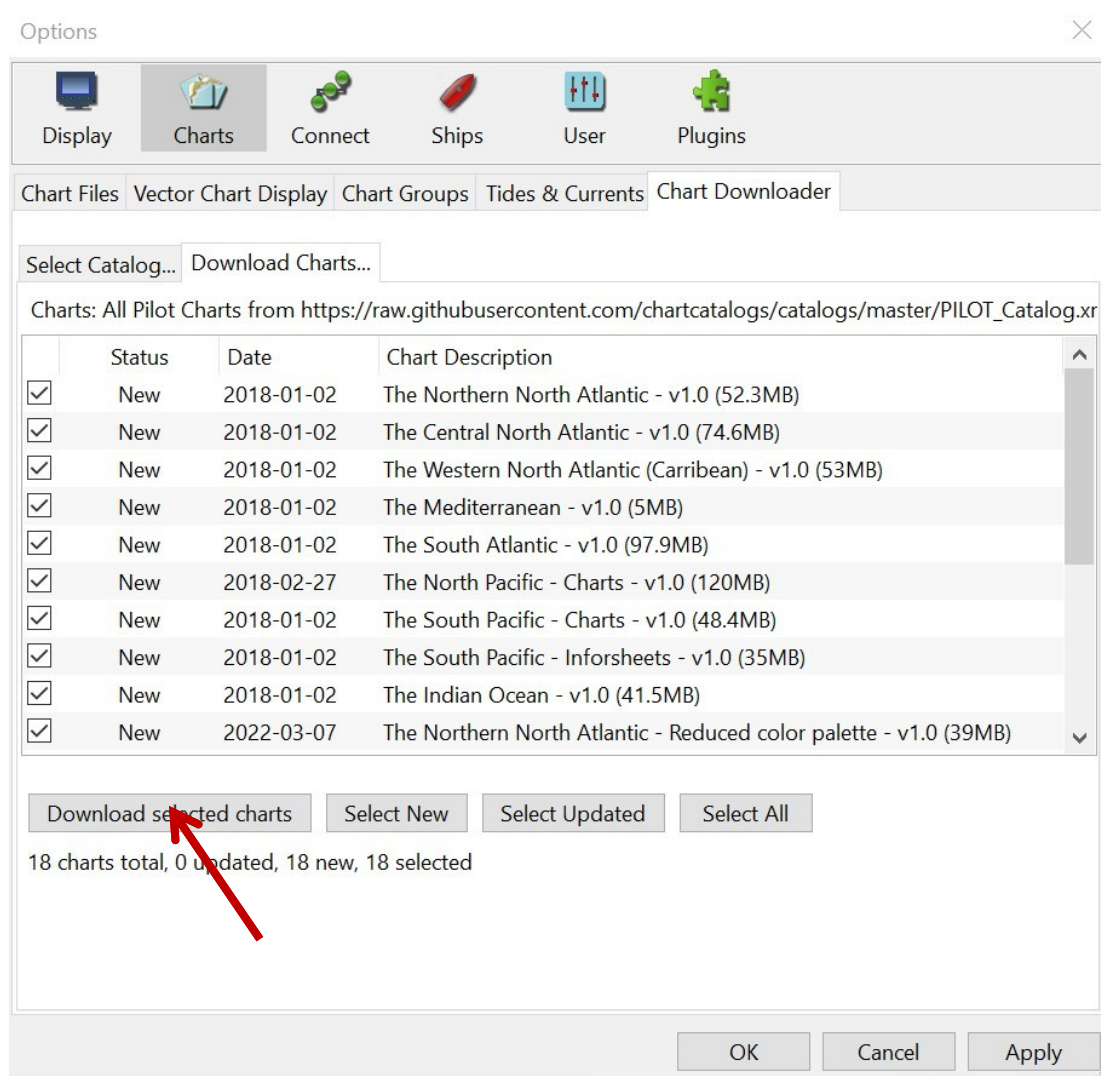 Options
Display Charts Connect Ships User Plugins
Chart Files Vector Chart Display Chart Groups Tides & Currents Chart Downloader
Select Catalog... Download Charts...
Charts: All Pilot Charts from https://raw.githubusercontent.com/chartcatalogs/catalogs/master/PILOT_Catalog.xr
Status Date Chart Description
New 2018-01-02 The Northern North Atlantic - v1.0 (52.3MB)
New 2018-01-02 The Central North Atlantic - v1.0 (74.6MB)
New 2018-01-02 The Western North Atlantic (Carribean) - v1.0 (53MB)
New 2018-01-02 The Mediterranean - v1.0 (5MB)
New 2018-01-02 The South Atlantic - v1.0 (97.9MB)
New 2018-02-27 The North Pacific - Charts - v1.0 (120MB)
New 2018-01-02 The South Pacific - Charts - v1.0 (48.4MB)
New 2018-01-02 The South Pacific - Inforsheets - v1.0 (35MB)
New 2018-01-02 The Indian Ocean - v1.0 (41.5MB)
New 2022-03-07 The Northern North Atlantic - Reduced color palette - v1.0 (39MB)
Download selected charts Select New Select Updated Select All
18 charts total, 0 updated, 18 new, 18 selected
OK Cancel Apply